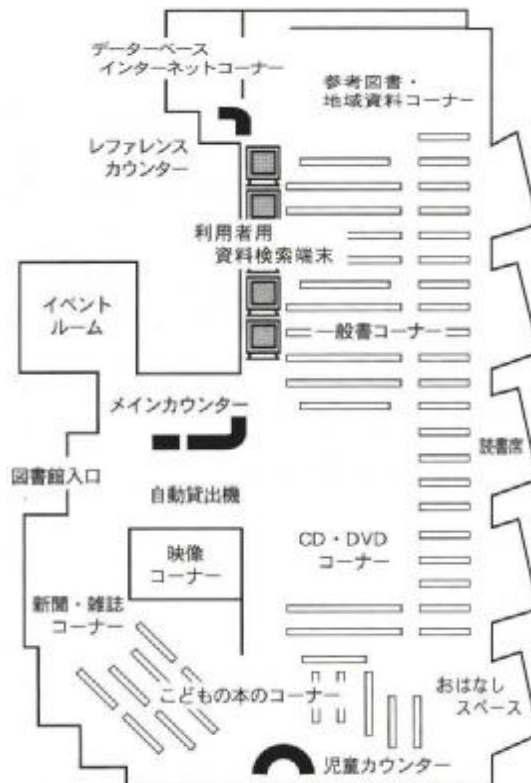 データーベース
インターネットコーナー
参考図書・
地域資料コーナー
レファレンス
カウンター
利用者用
資料検索端末
イベント
ルーム
一般書コーナー
メインカウンター
読書席
図書館入口
自動貸出機
CD・DVD
コーナー
映像
コーナー
新聞・雑誌
コーナー
こどもの本のコーナー
おはなし
スペース
児童カウンター